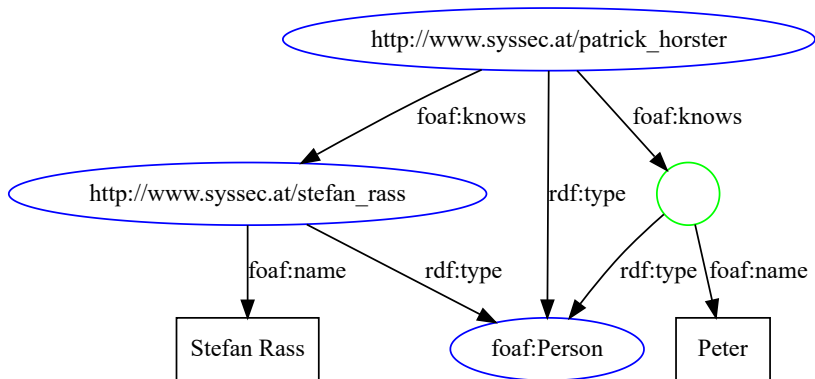 http://www.syssec.at/patrick_horster
foaf:knows
foaf:knows
http://www.syssec.at/stefan_rass
rdf:type
foaf:name
rdf:type
rdf:type
foaf:name
Stefan Rass
foaf:Person
Peter